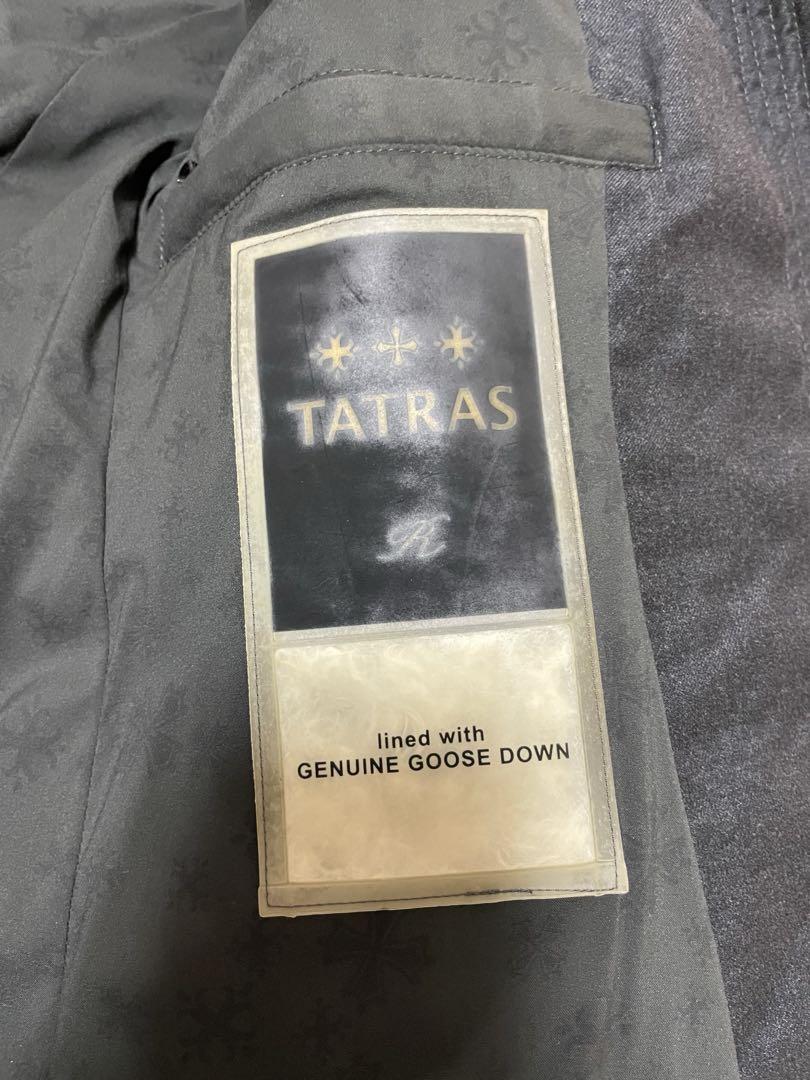 TATRAS
R
lined with
GENUINE GOOSE DOWN